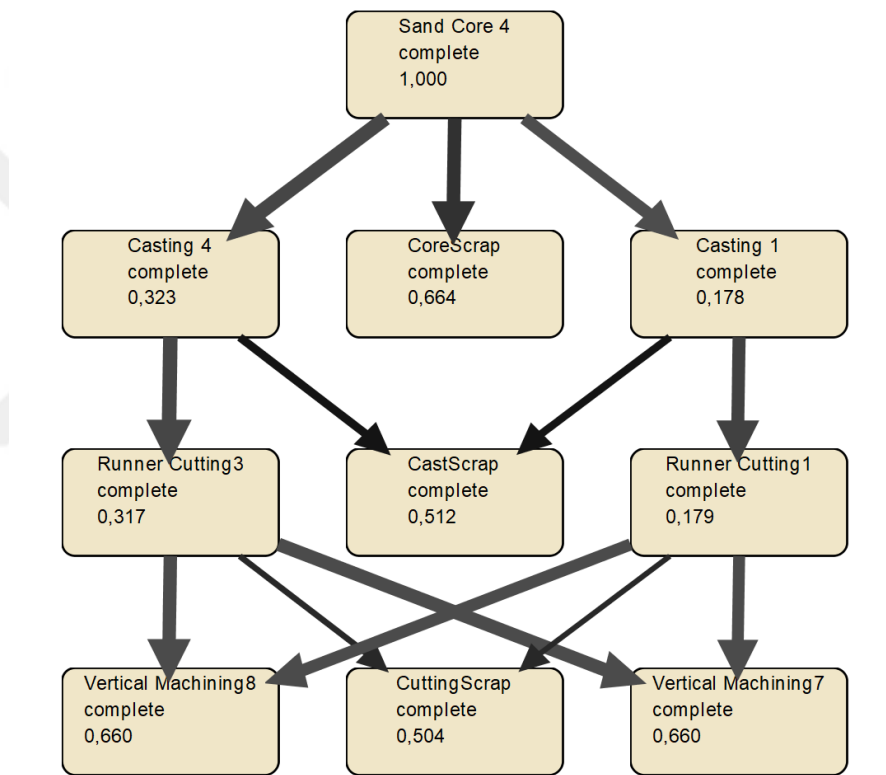 Sand Core 4
complete
1,000
Casting 4
complete
0,323
CoreScrap
complete
0,664
Casting 1
complete
0,178
Runner Cutting3
complete
0,317
CastScrap
complete
0,512
Runner Cutting1
complete
0,179
Vertical Machining8
complete
0,660
CuttingScrap
complete
0,504
Vertical Machining7
complete
0,660